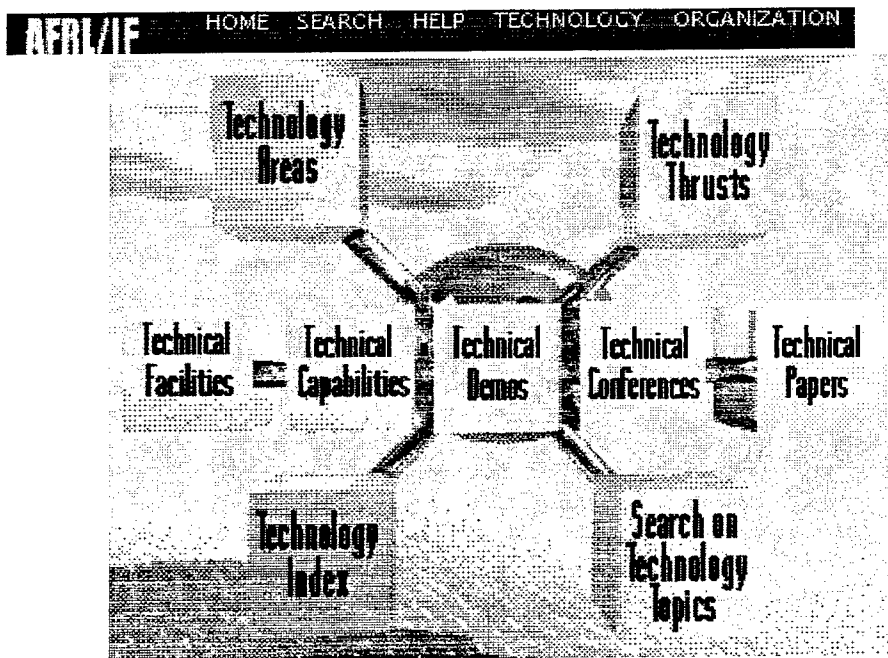 AFRL/IF HOME SEARCH HELP TECHNOLOGY ORGANIZATION
Technology
Areas
Technology
Thrusts
Technical
Facilities
Technical
Capabilities
Technical
Demos
Technical
Conferences
Technical
Papers
Technology
Index
Search on
Technology
Topics